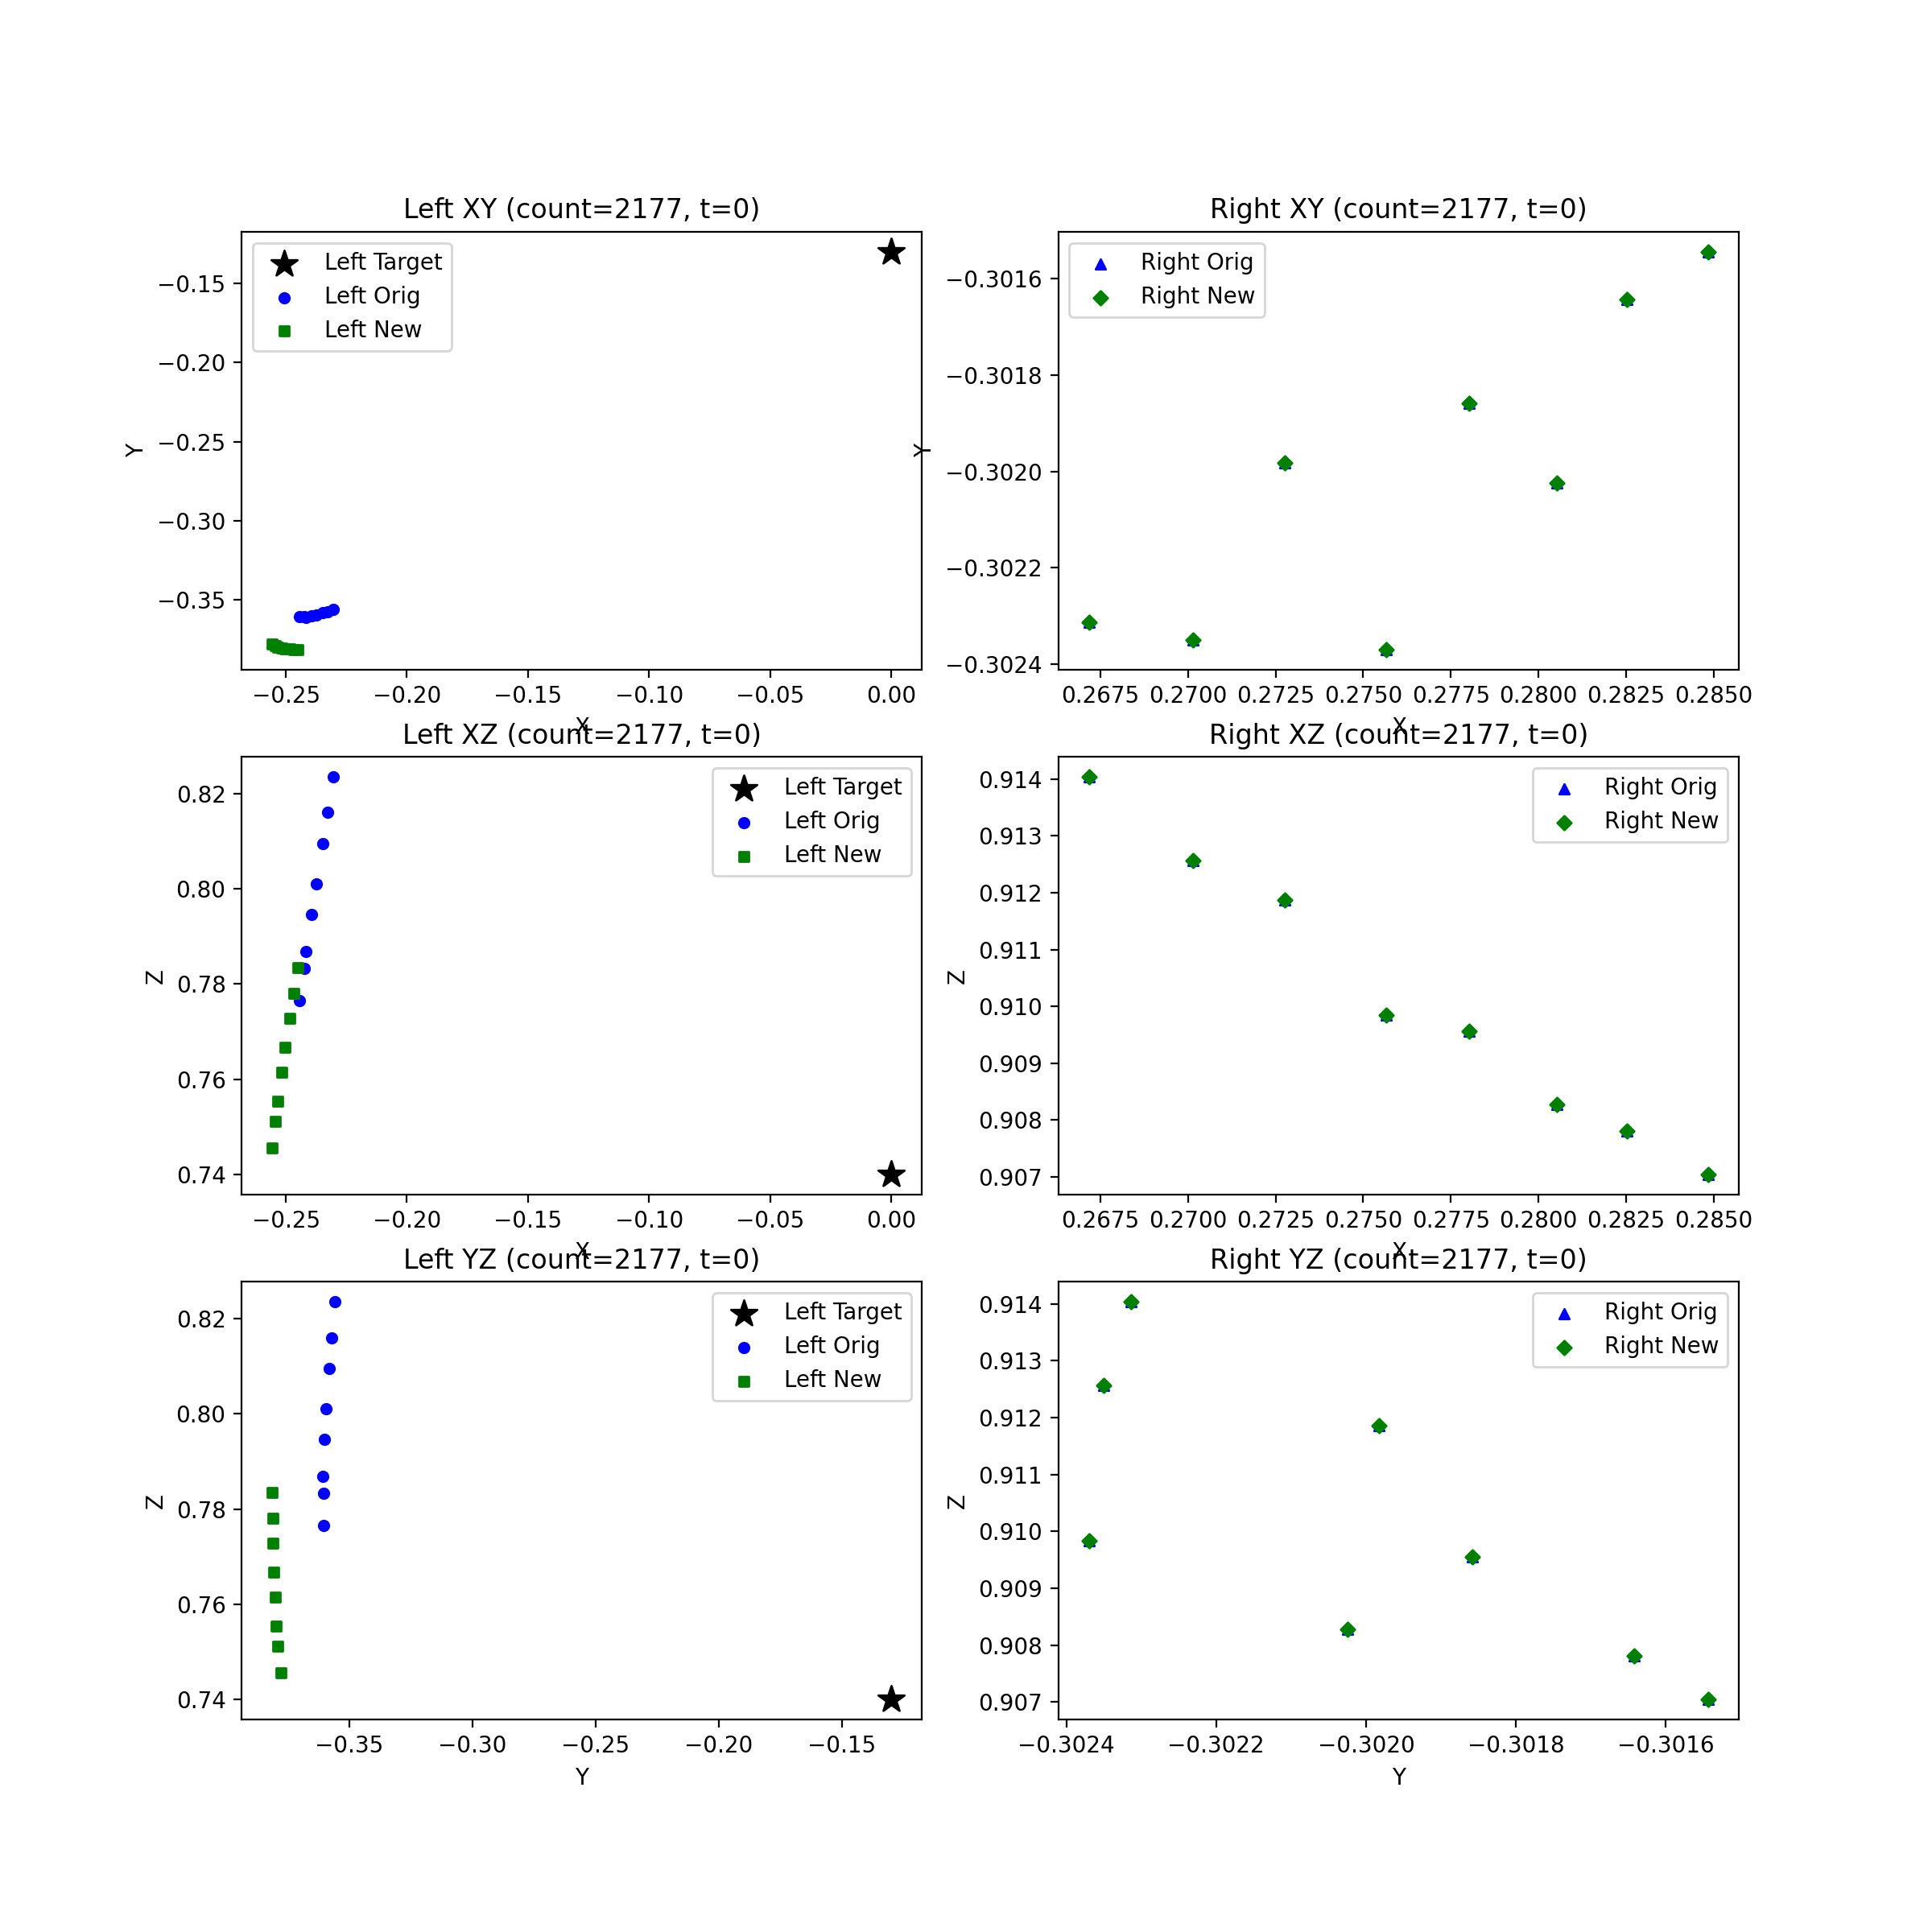 Left XY (count=2177, t=0)
Left Target
Left Orig
Left New
Y
−0.15
−0.20
−0.25
−0.30
−0.35
−0.25 −0.20 −0.15 −0.10 −0.05 0.00
X
Right XY (count=2177, t=0)
Right Orig
Right New
Y
−0.3016
−0.3018
−0.3020
−0.3022
−0.3024
0.2675 0.2700 0.2725 0.2750 0.2775 0.2800 0.2825 0.2850
X
Left XZ (count=2177, t=0)
Left Target
Left Orig
Left New
Z
0.82
0.80
0.78
0.76
0.74
−0.25 −0.20 −0.15 −0.10 −0.05 0.00
X
Right XZ (count=2177, t=0)
Right Orig
Right New
Z
0.914
0.913
0.912
0.911
0.910
0.909
0.908
0.907
0.2675 0.2700 0.2725 0.2750 0.2775 0.2800 0.2825 0.2850
X
Left YZ (count=2177, t=0)
Left Target
Left Orig
Left New
Z
0.82
0.80
0.78
0.76
0.74
−0.35 −0.30 −0.25 −0.20 −0.15
Y
Right YZ (count=2177, t=0)
Right Orig
Right New
Z
0.914
0.913
0.912
0.911
0.910
0.909
0.908
0.907
−0.3024 −0.3022 −0.3020 −0.3018 −0.3016
Y